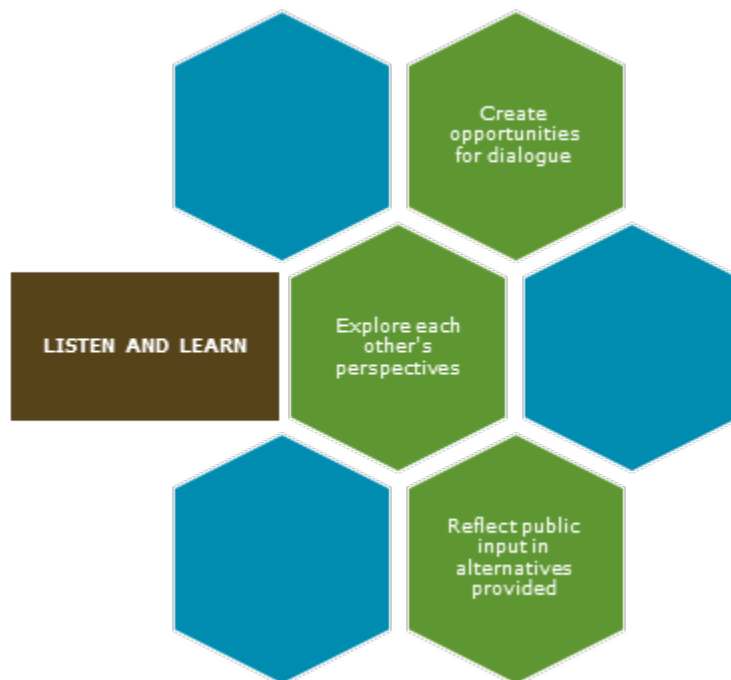 Create
opportunities
for dialogue
LISTEN AND LEARN
Explore each
other's
perspectives
Reflect public
input in
alternatives
provided